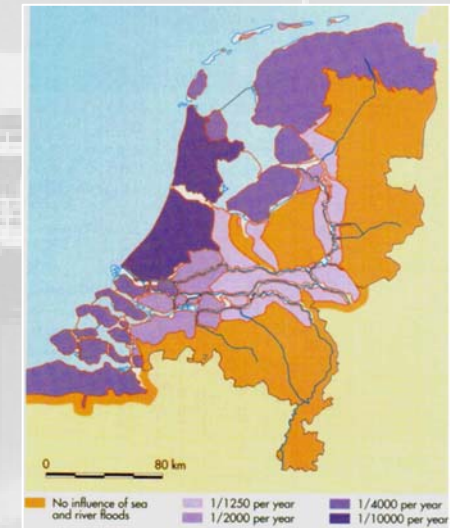 0 80 km
No influence of sea
and river floods
1/1250 per year
1/2000 per year
1/4000 per year
1/10000 per year